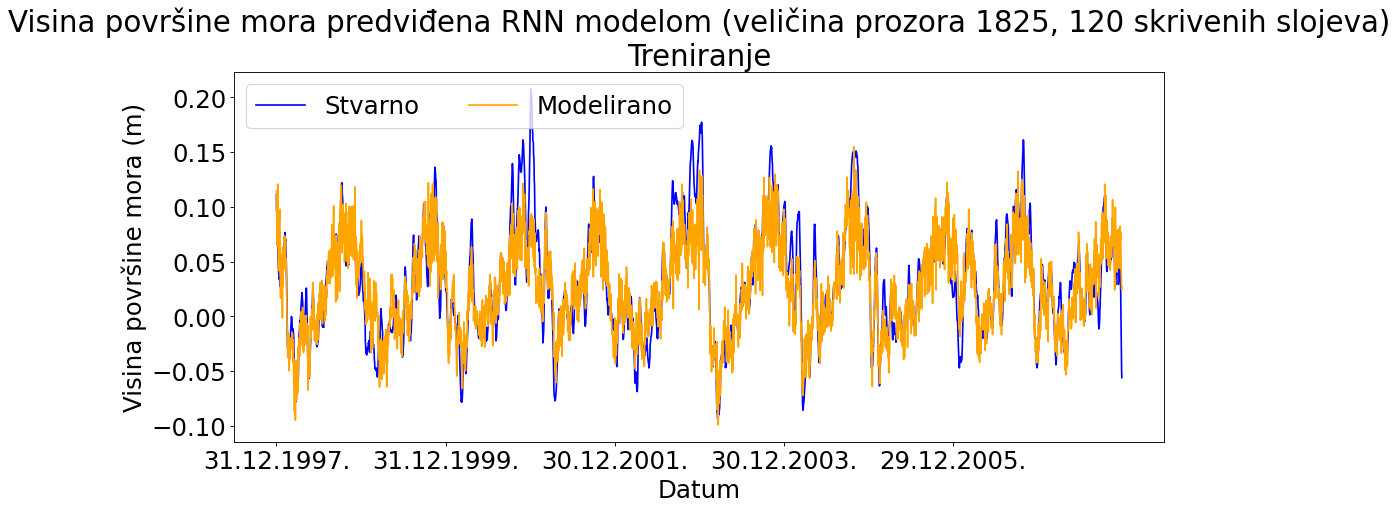 Visina površine mora predviđena RNN modelom (veličina prozora 1825, 120 skrivenih slojeva)
Treniranje
Stvarno Modelirano
Visina površine mora (m)
0.20
0.15
0.10
0.05
0.00
−0.05
−0.10
31.12.1997. 31.12.1999. 30.12.2001. 30.12.2003. 29.12.2005.
Datum